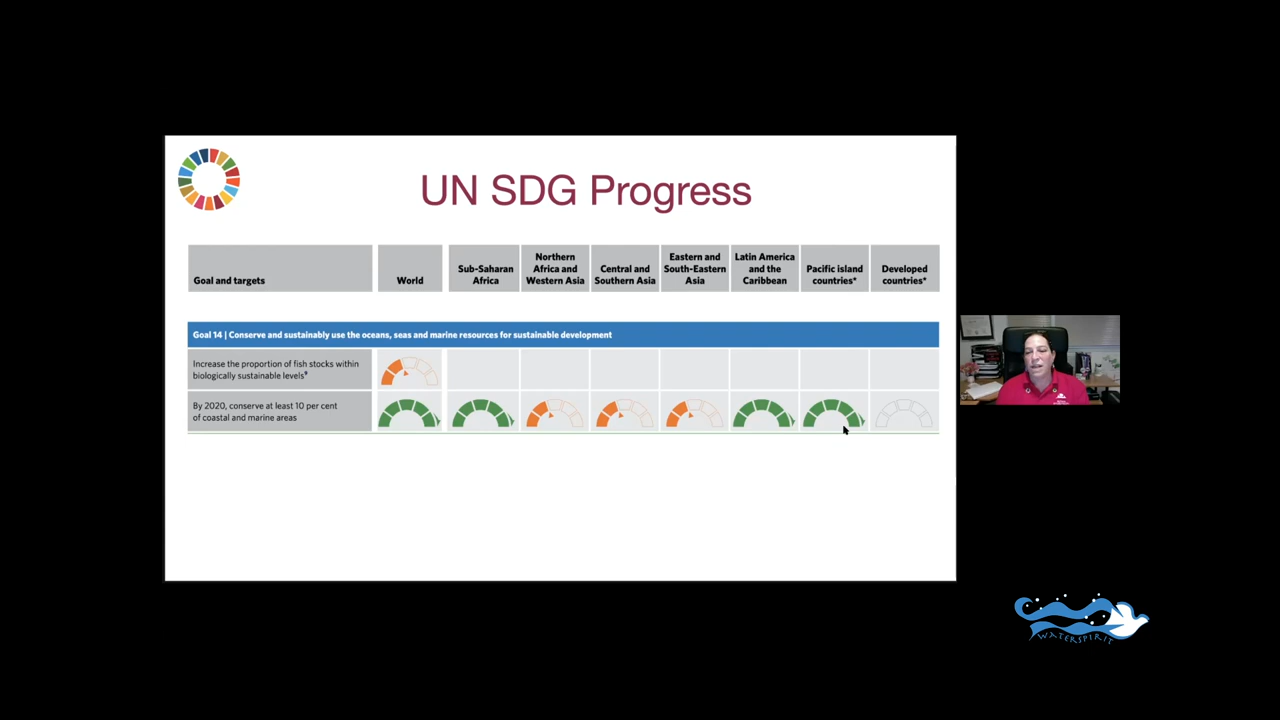 UN SDG Progress
Goal and targets
World
Sub-Saharan
Africa
Northern
Africa and
Western Asia
Central and
Southern Asia
Eastern and
South-Eastern
Asia
Latin America
and the
Caribbean
Pacific island
countries*
Developed
countries*
Goal 14 | Conserve and sustainably use the oceans, seas and marine resources for sustainable development
Increase the proportion of fish stocks within
biologically sustainable levels
By 2020, conserve at least 10 per cent
of coastal and marine areas
WATERSPIRIT